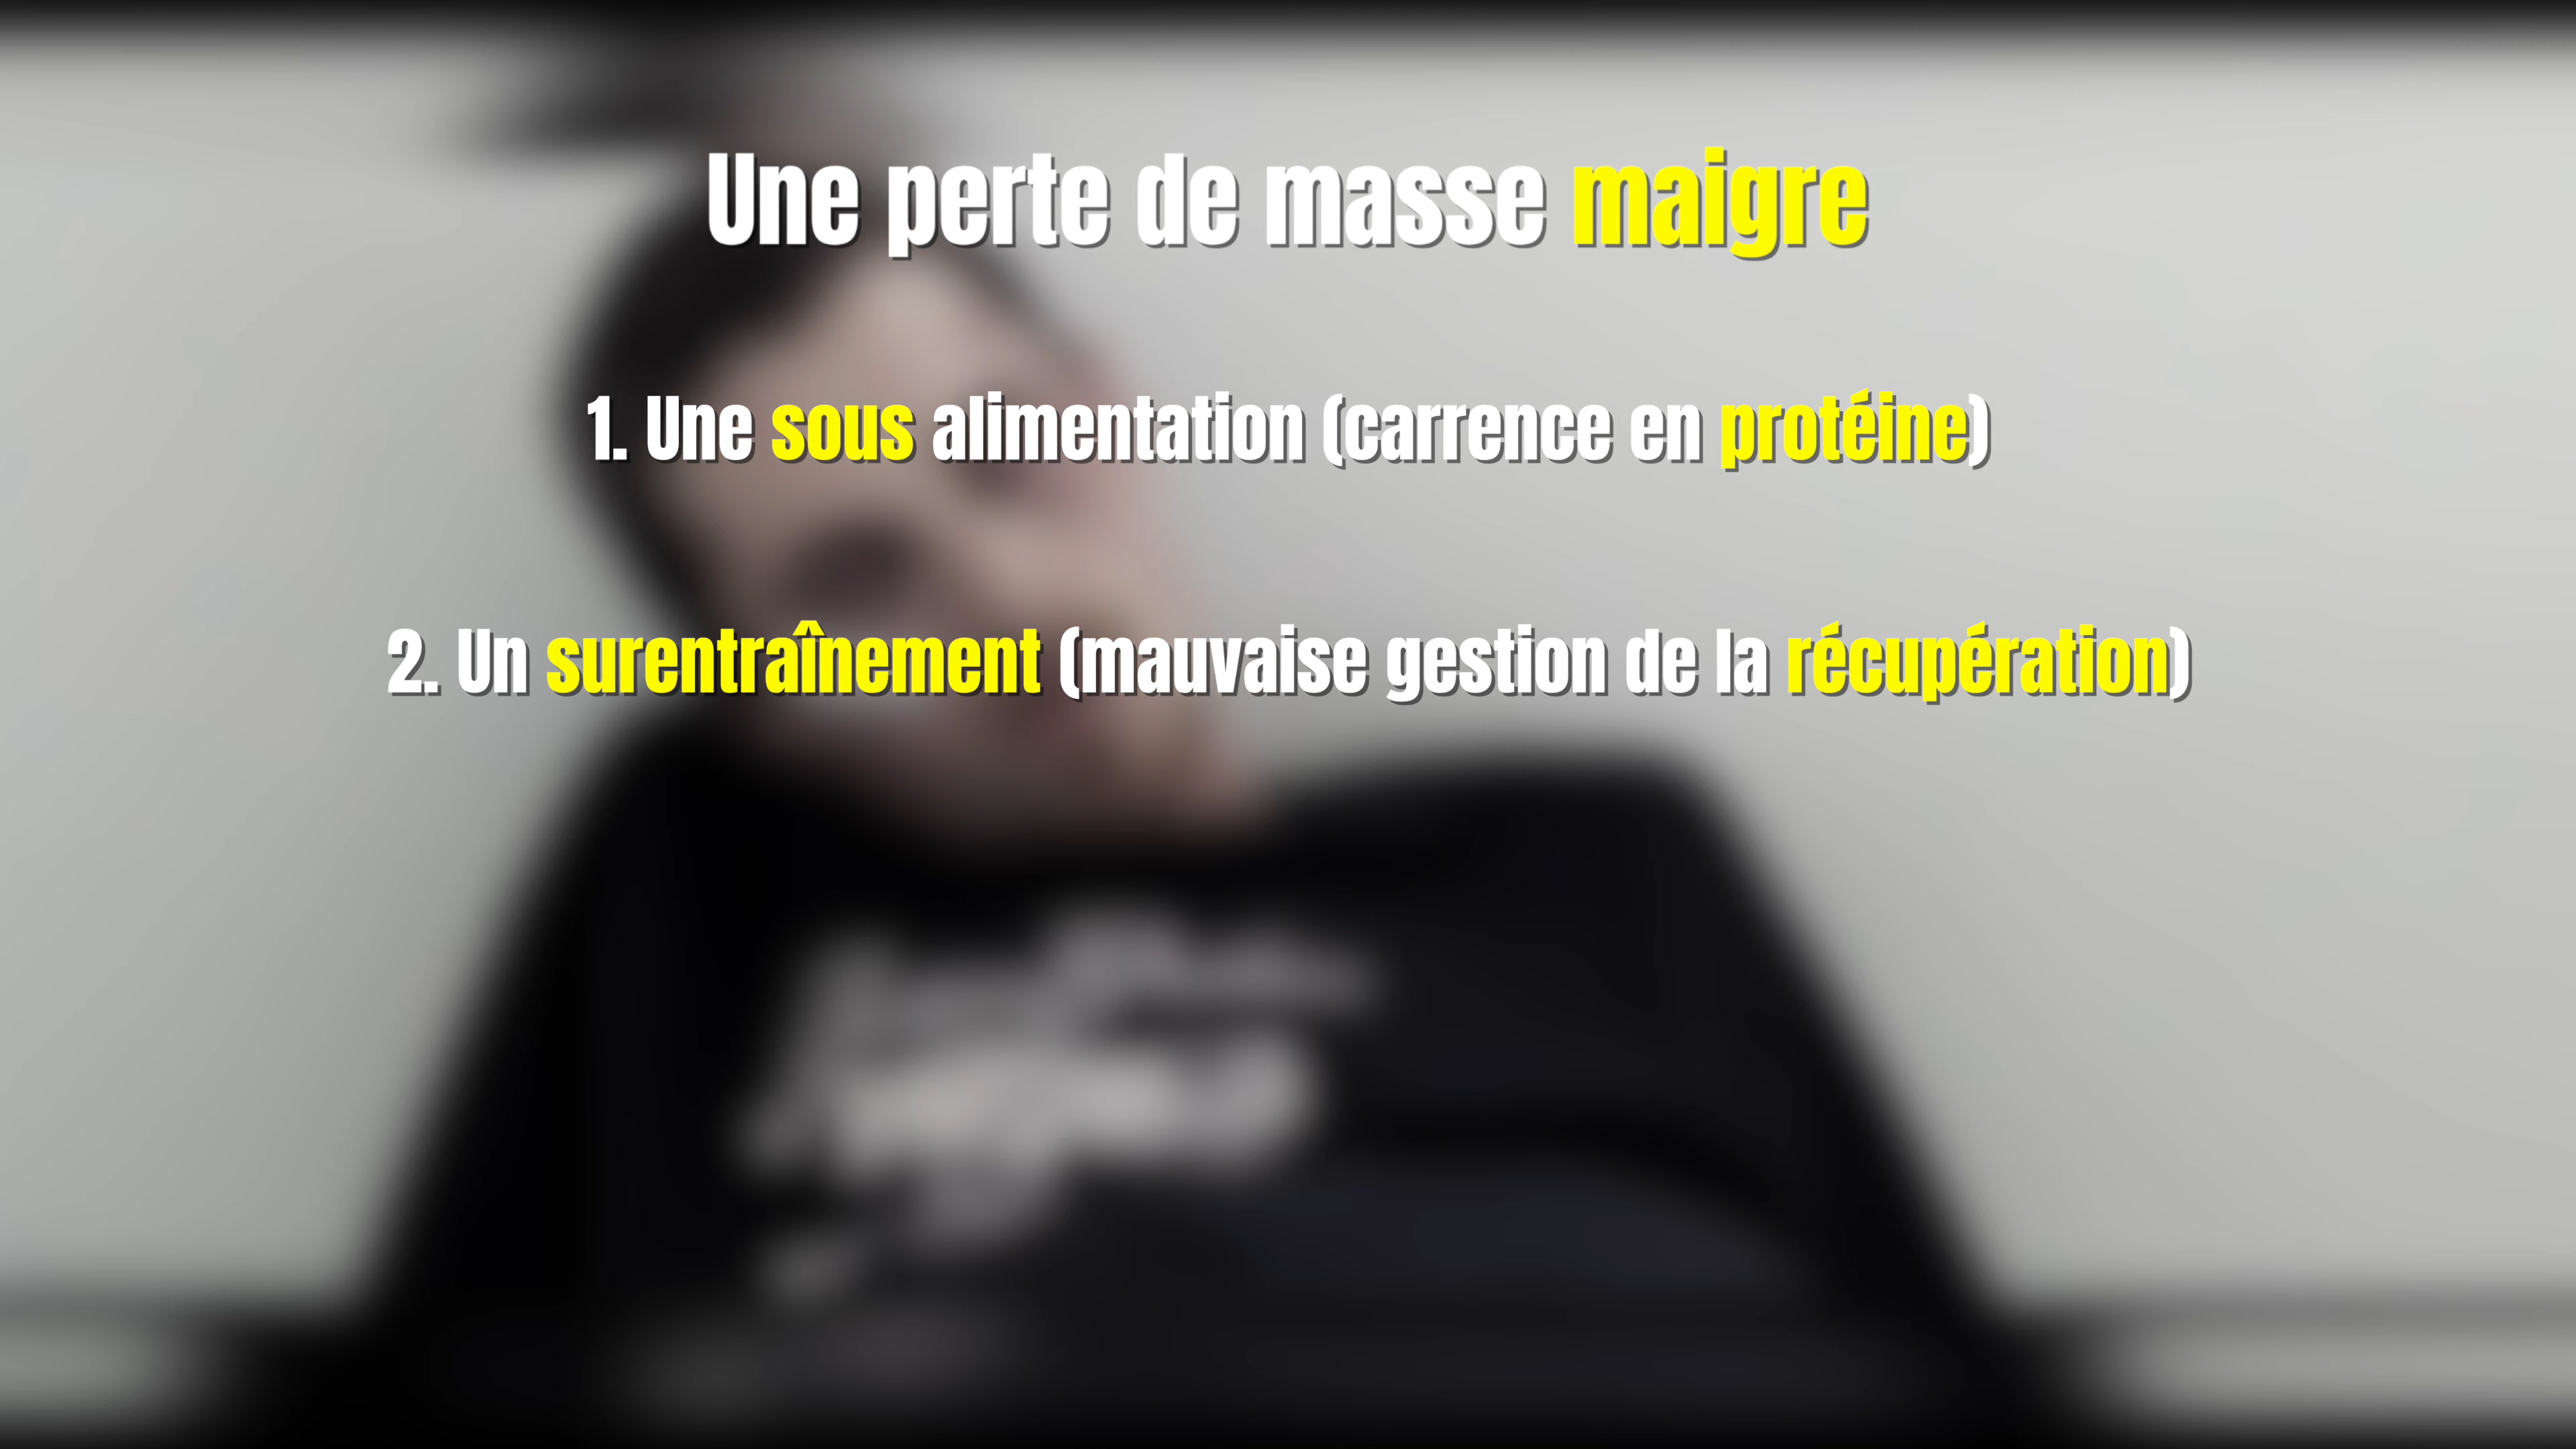 Une perte de masse maigre
1. Une sous alimentation (carrence en protéine)
2. Un surentraînement (mauvaise gestion de la récupération)